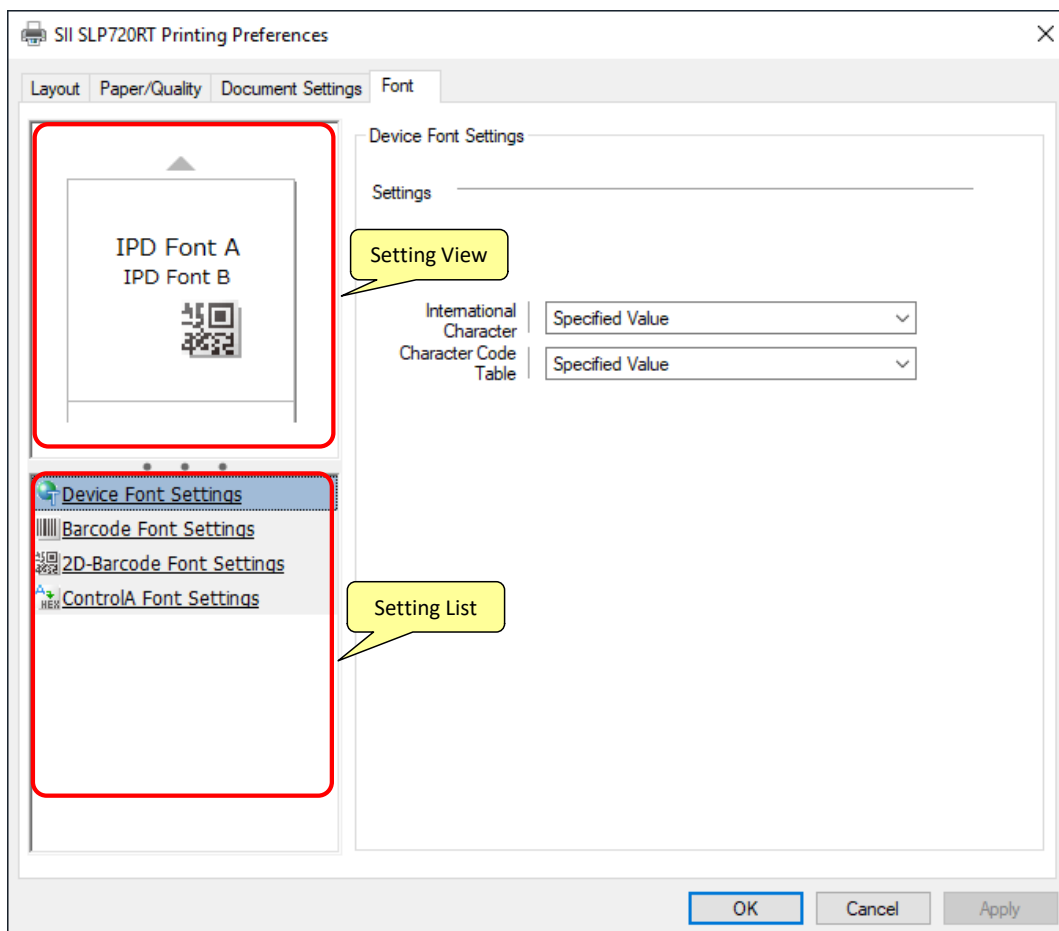 SII SLP720RT Printing Preferences
Layout Paper/Quality Document Settings Font
IPD Font A
IPD Font B
Setting View
Device Font Settings
Settings
International Character Specified Value
Character Code Table Specified Value
Device Font Settings
Barcode Font Settings
2D-Barcode Font Settings
A HEX ControlA Font Settings
Setting List
OK Cancel Apply